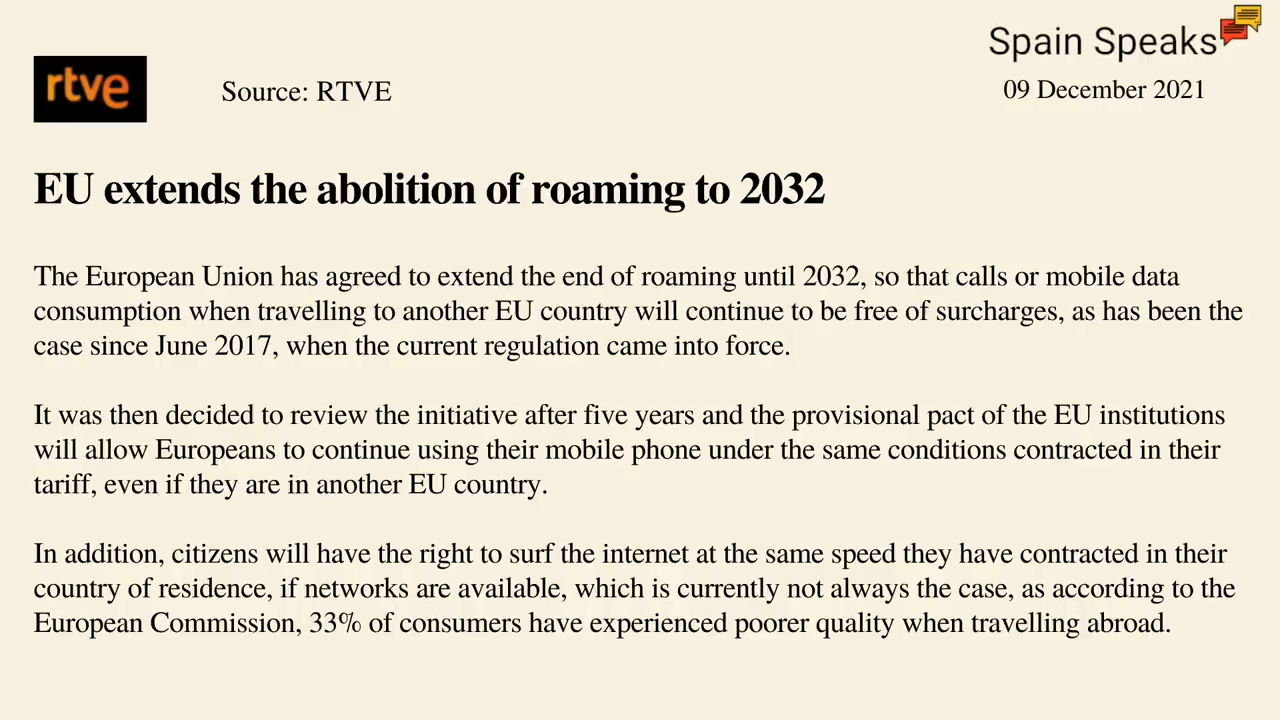 Spain Speaks
rtve
Source: RTVE
09 December 2021
EU extends the abolition of roaming to 2032
The European Union has agreed to extend the end of roaming until 2032, so that calls or mobile data
consumption when travelling to another EU country will continue to be free of surcharges, as has been the
case since June 2017, when the current regulation came into force.
It was then decided to review the initiative after five years and the provisional pact of the EU institutions
will allow Europeans to continue using their mobile phone under the same conditions contracted in their
tariff, even if they are in another EU country.
In addition, citizens will have the right to surf the internet at the same speed they have contracted in their
country of residence, if networks are available, which is currently not always the case, as according to the
European Commission, 33% of consumers have experienced poorer quality when travelling abroad.